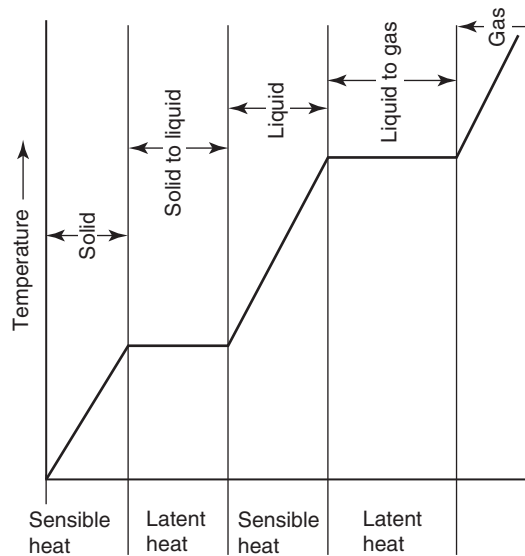 Temperature
Solid
Solid to liquid
Liquid
Liquid to gas
Gas
Sensible
heat
Latent
heat
Sensible
heat
Latent
heat